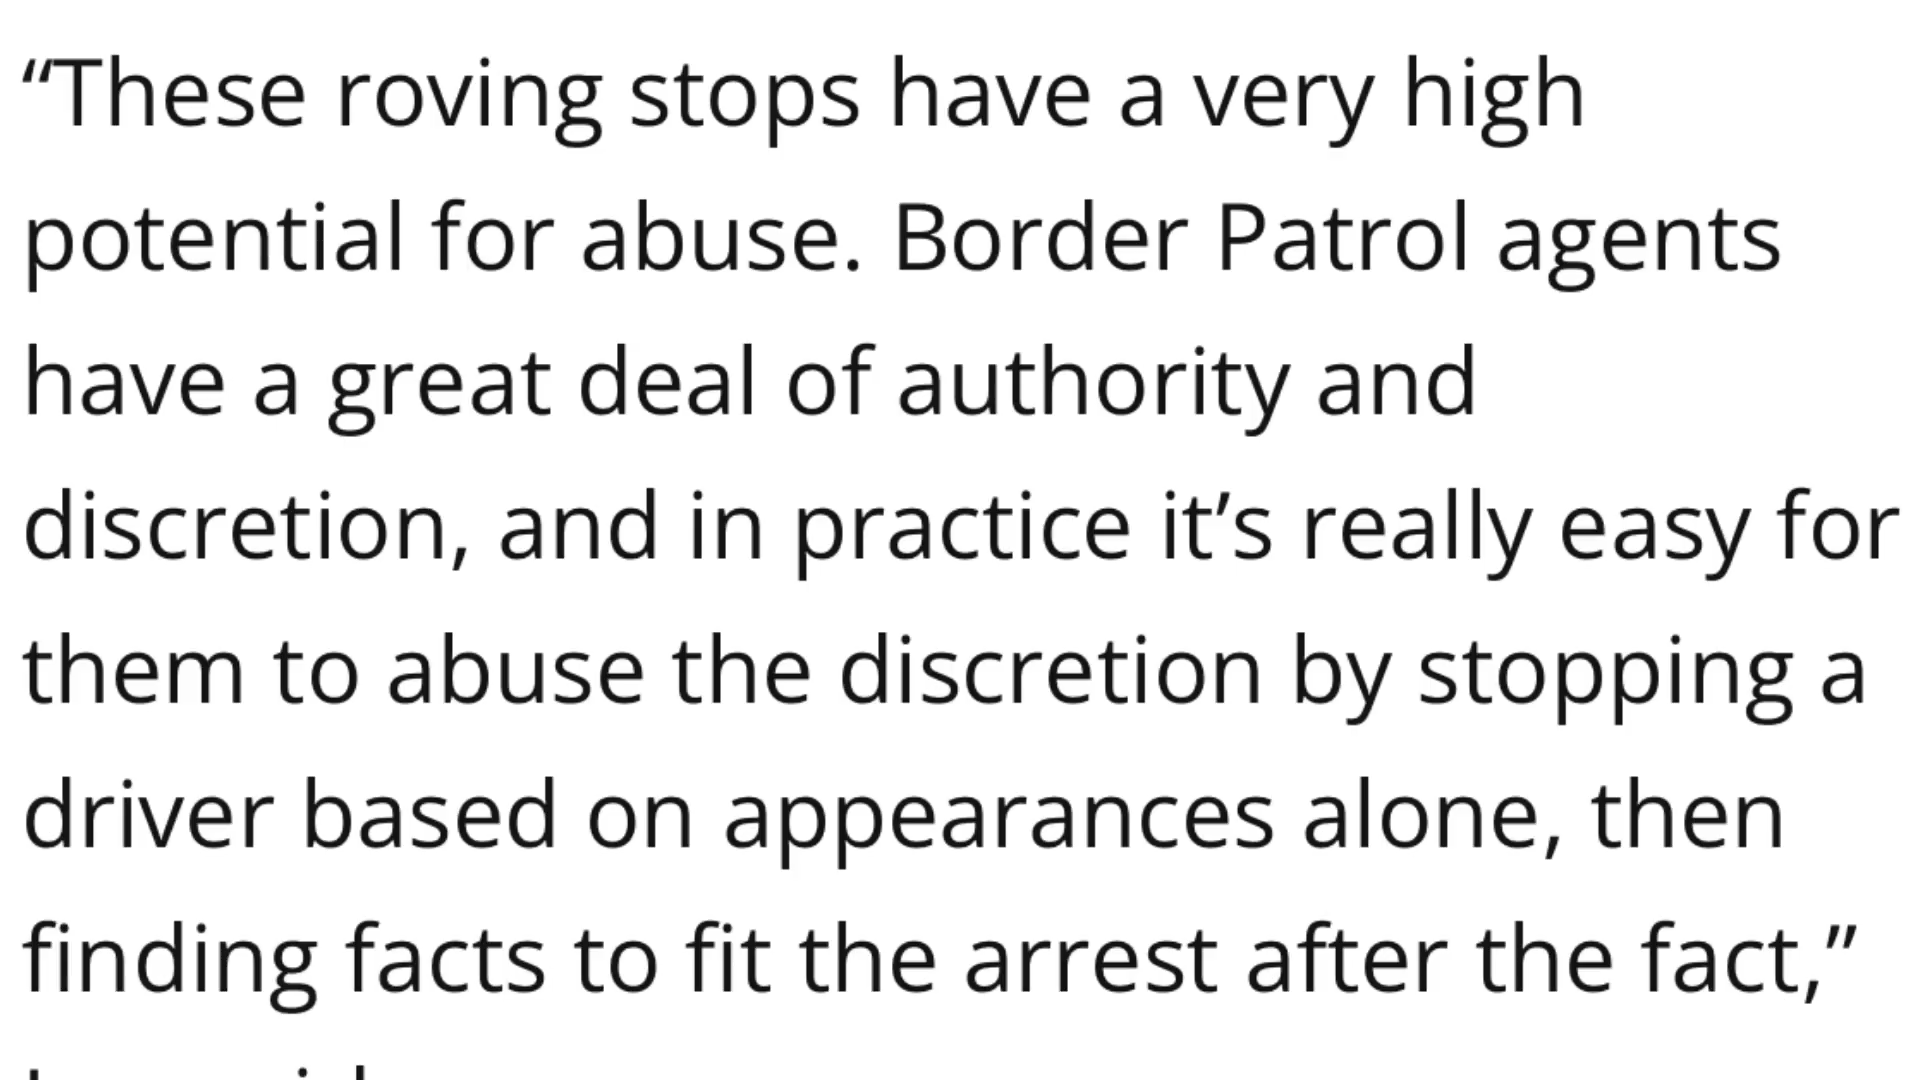 “These roving stops have a very high
potential for abuse. Border Patrol agents
have a great deal of authority and
discretion, and in practice it’s really easy for
them to abuse the discretion by stopping a
driver based on appearances alone, then
finding facts to fit the arrest after the fact,”